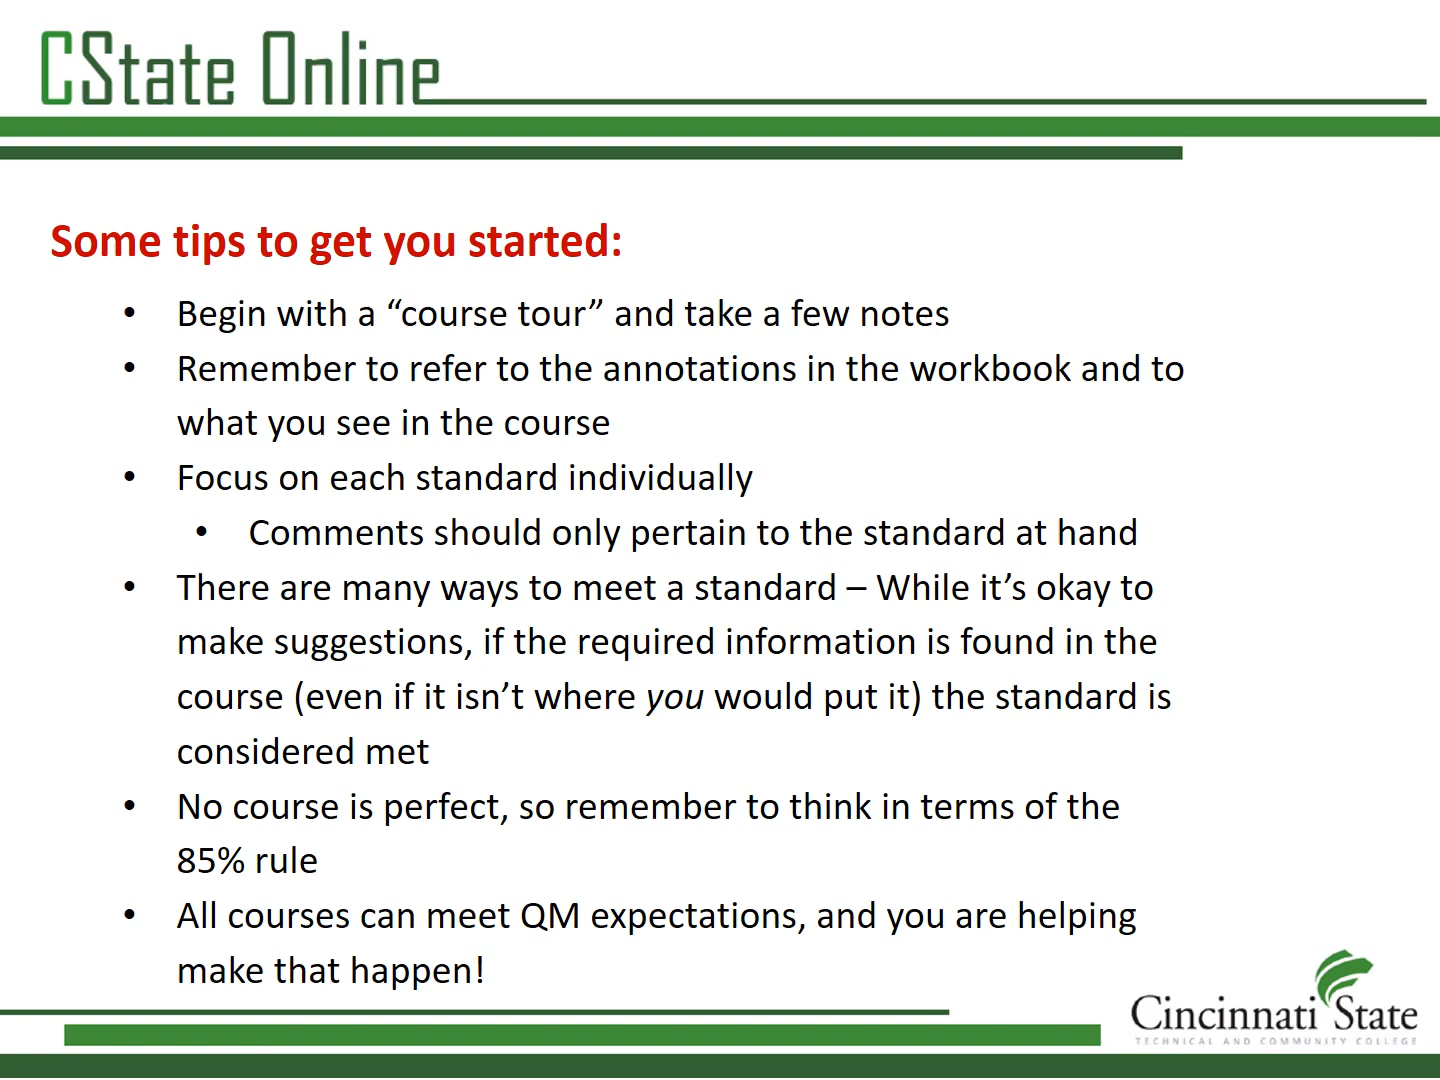 CState Online
Some tips to get you started:
• Begin with a “course tour” and take a few notes
• Remember to refer to the annotations in the workbook and to
what you see in the course
• Focus on each standard individually
• Comments should only pertain to the standard at hand
• There are many ways to meet a standard – While it’s okay to
make suggestions, if the required information is found in the
course (even if it isn’t where you would put it) the standard is
considered met
• No course is perfect, so remember to think in terms of the
85% rule
• All courses can meet QM expectations, and you are helping
make that happen!
Cincinnati State
TECHNICAL AND COMMUNITY COLLEGE